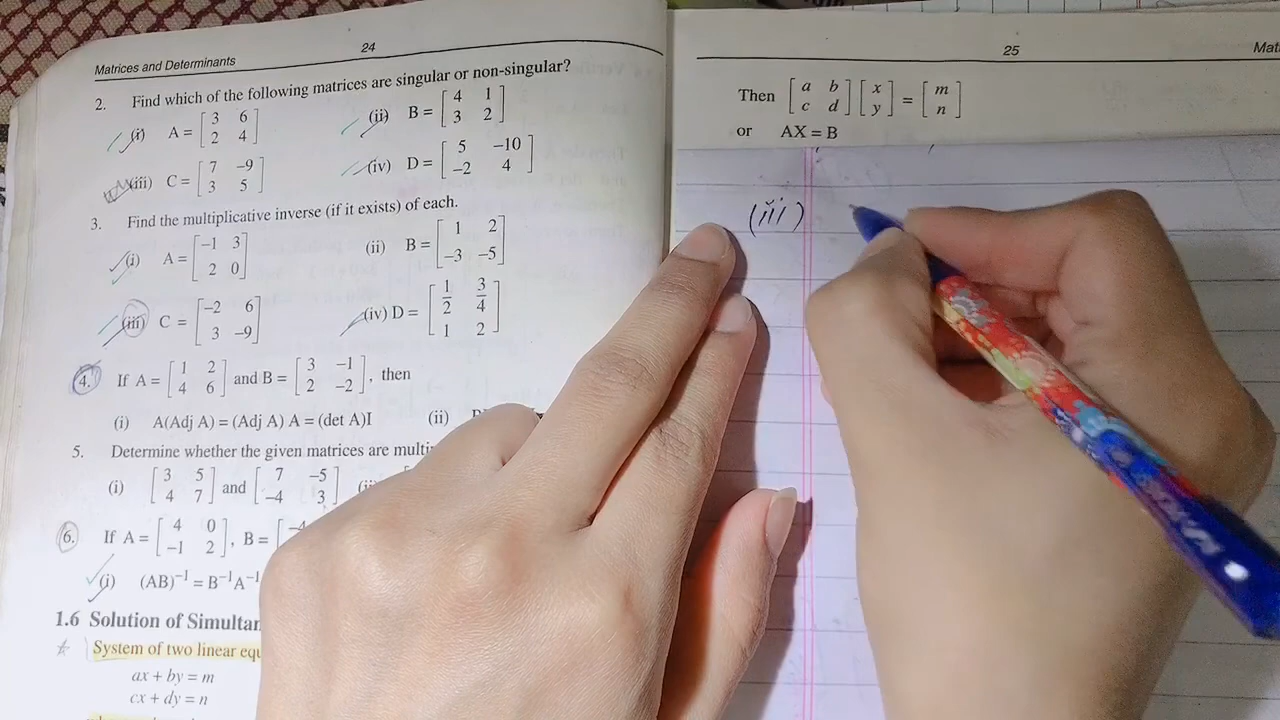 24
Matrices and Determinants
2. Find which of the following matrices are singular or non-singular?
(i) A = [3 6; 2 4] (ii) B = [4 1; 3 2]
(iii) C = [7 -9; 3 5] (iv) D = [5 -10; -2 4]
3. Find the multiplicative inverse (if it exists) of each.
(i) A = [-1 3; 2 0] (ii) B = [1 2; -3 -5]
(iii) C = [-2 6; 3 -9] (iv) D = [1/2 3/4; 1 2]
4. If A = [1 2; 4 6] and B = [3 -1; 2 -2], then
(i) A(Adj A) = (Adj A) A = (det A)I (ii)
5. Determine whether the given matrices are
(i) [3 5; 4 7] and [7 -5; -4 3]
6. If A = [4 0; -1 2], B =
(i) (AB)⁻¹ = B⁻¹A⁻¹
1.6 Solution of
System of two linear
ax + by = m
cx + dy = n
25
Then [a b; c d] [x; y] = [m; n]
or AX = B
(iii)